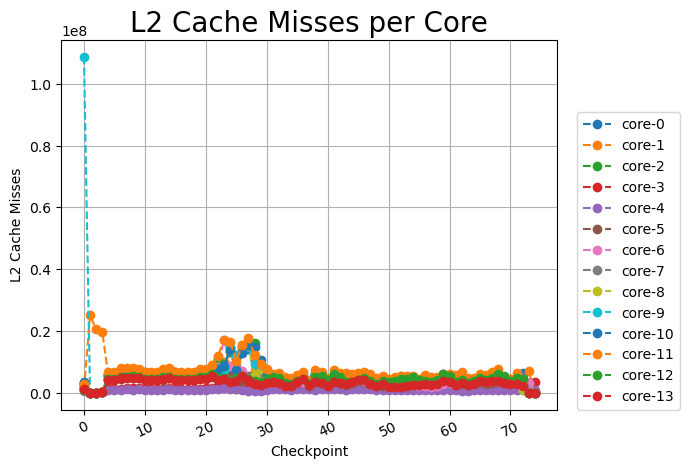 L2 Cache Misses per Core
1e8
1.0
0.8
0.6
0.4
0.2
0.0
L2 Cache Misses
0 10 20 30 40 50 60 70
Checkpoint
core-0
core-1
core-2
core-3
core-4
core-5
core-6
core-7
core-8
core-9
core-10
core-11
core-12
core-13